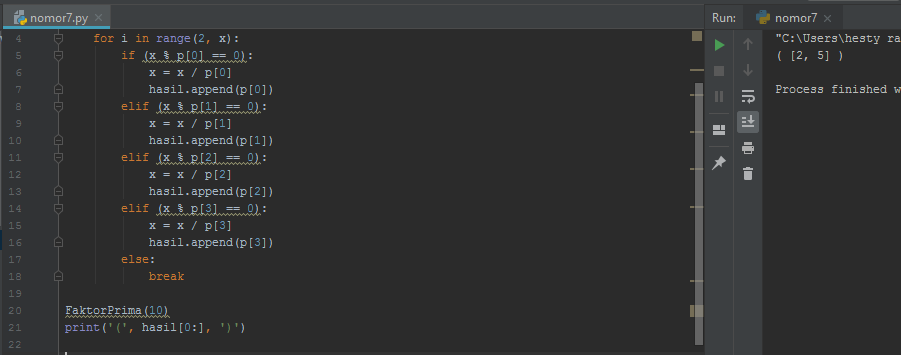 nomor7.py
4 for i in range(2, x):
5 if (x % p[0] == 0):
6 x = x / p[0]
7 hasil.append(p[0])
8 elif (x % p[1] == 0):
9 x = x / p[1]
10 hasil.append(p[1])
11 elif (x % p[2] == 0):
12 x = x / p[2]
13 hasil.append(p[2])
14 elif (x % p[3] == 0):
15 x = x / p[3]
16 hasil.append(p[3])
17 else:
18 break
19
20 FaktorPrima(10)
21 print('(', hasil[0:], ')')
22
Run: nomor7
"C:\Users\hesty ra
( [2, 5] )
Process finished w